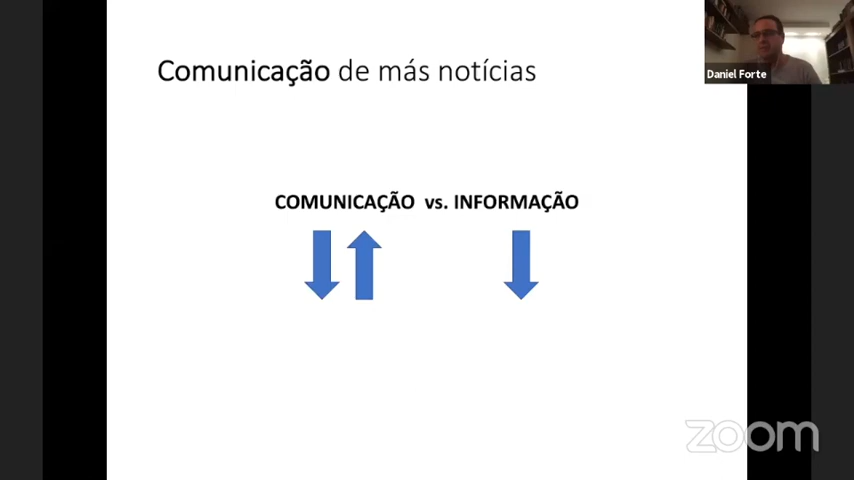 Comunicação de más notícias
Daniel Forte
COMUNICAÇÃO vs. INFORMAÇÃO
zoom